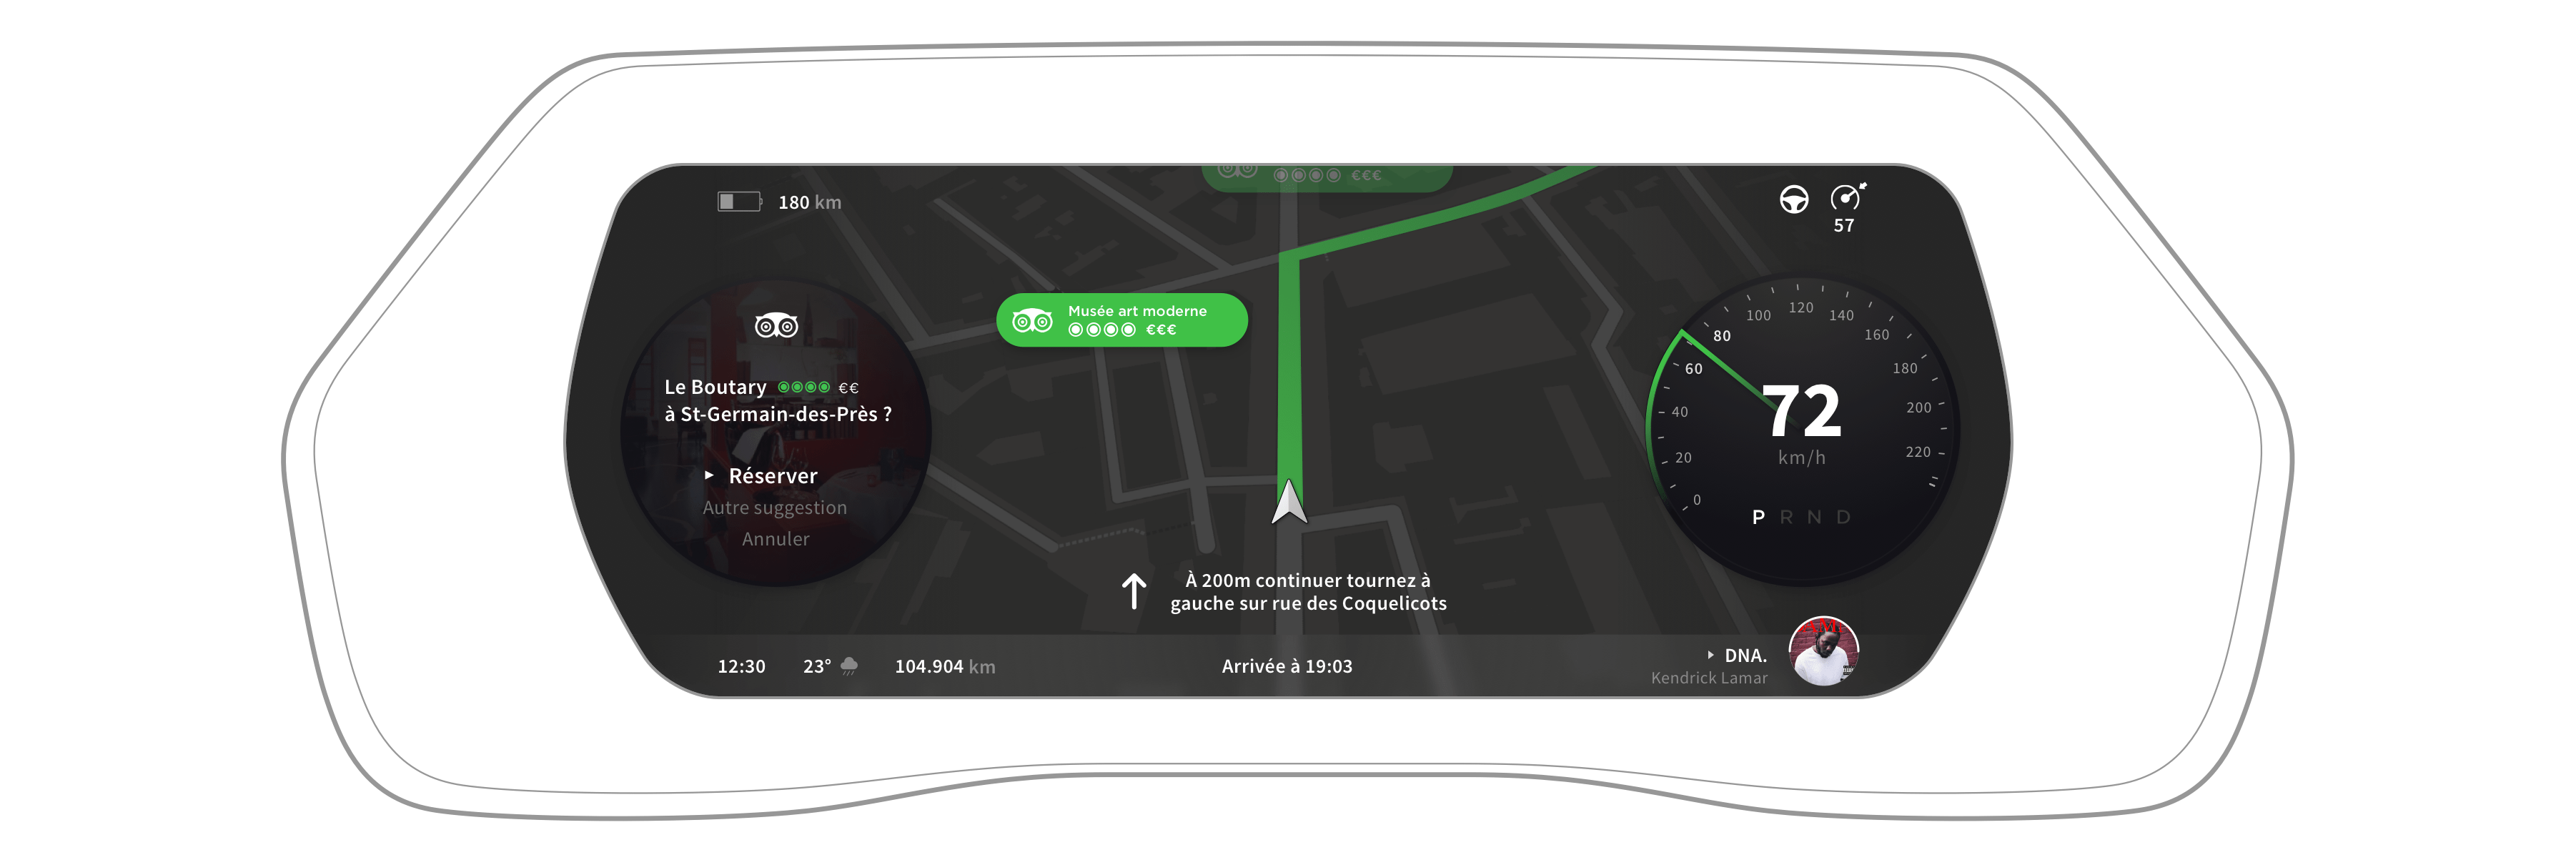 €€€
180 km
57
Musée art moderne
€€€
Le Boutary €€
à St-Germain-des-Près ?
Réserver
Autre suggestion
Annuler
0
20
40
60
80
100
120
140
160
180
200
220
72
km/h
P R N D
À 200m continuer tournez à
gauche sur rue des Coquelicots
12:30 23° 104.904 km
Arrivée à 19:03
DNA.
Kendrick Lamar